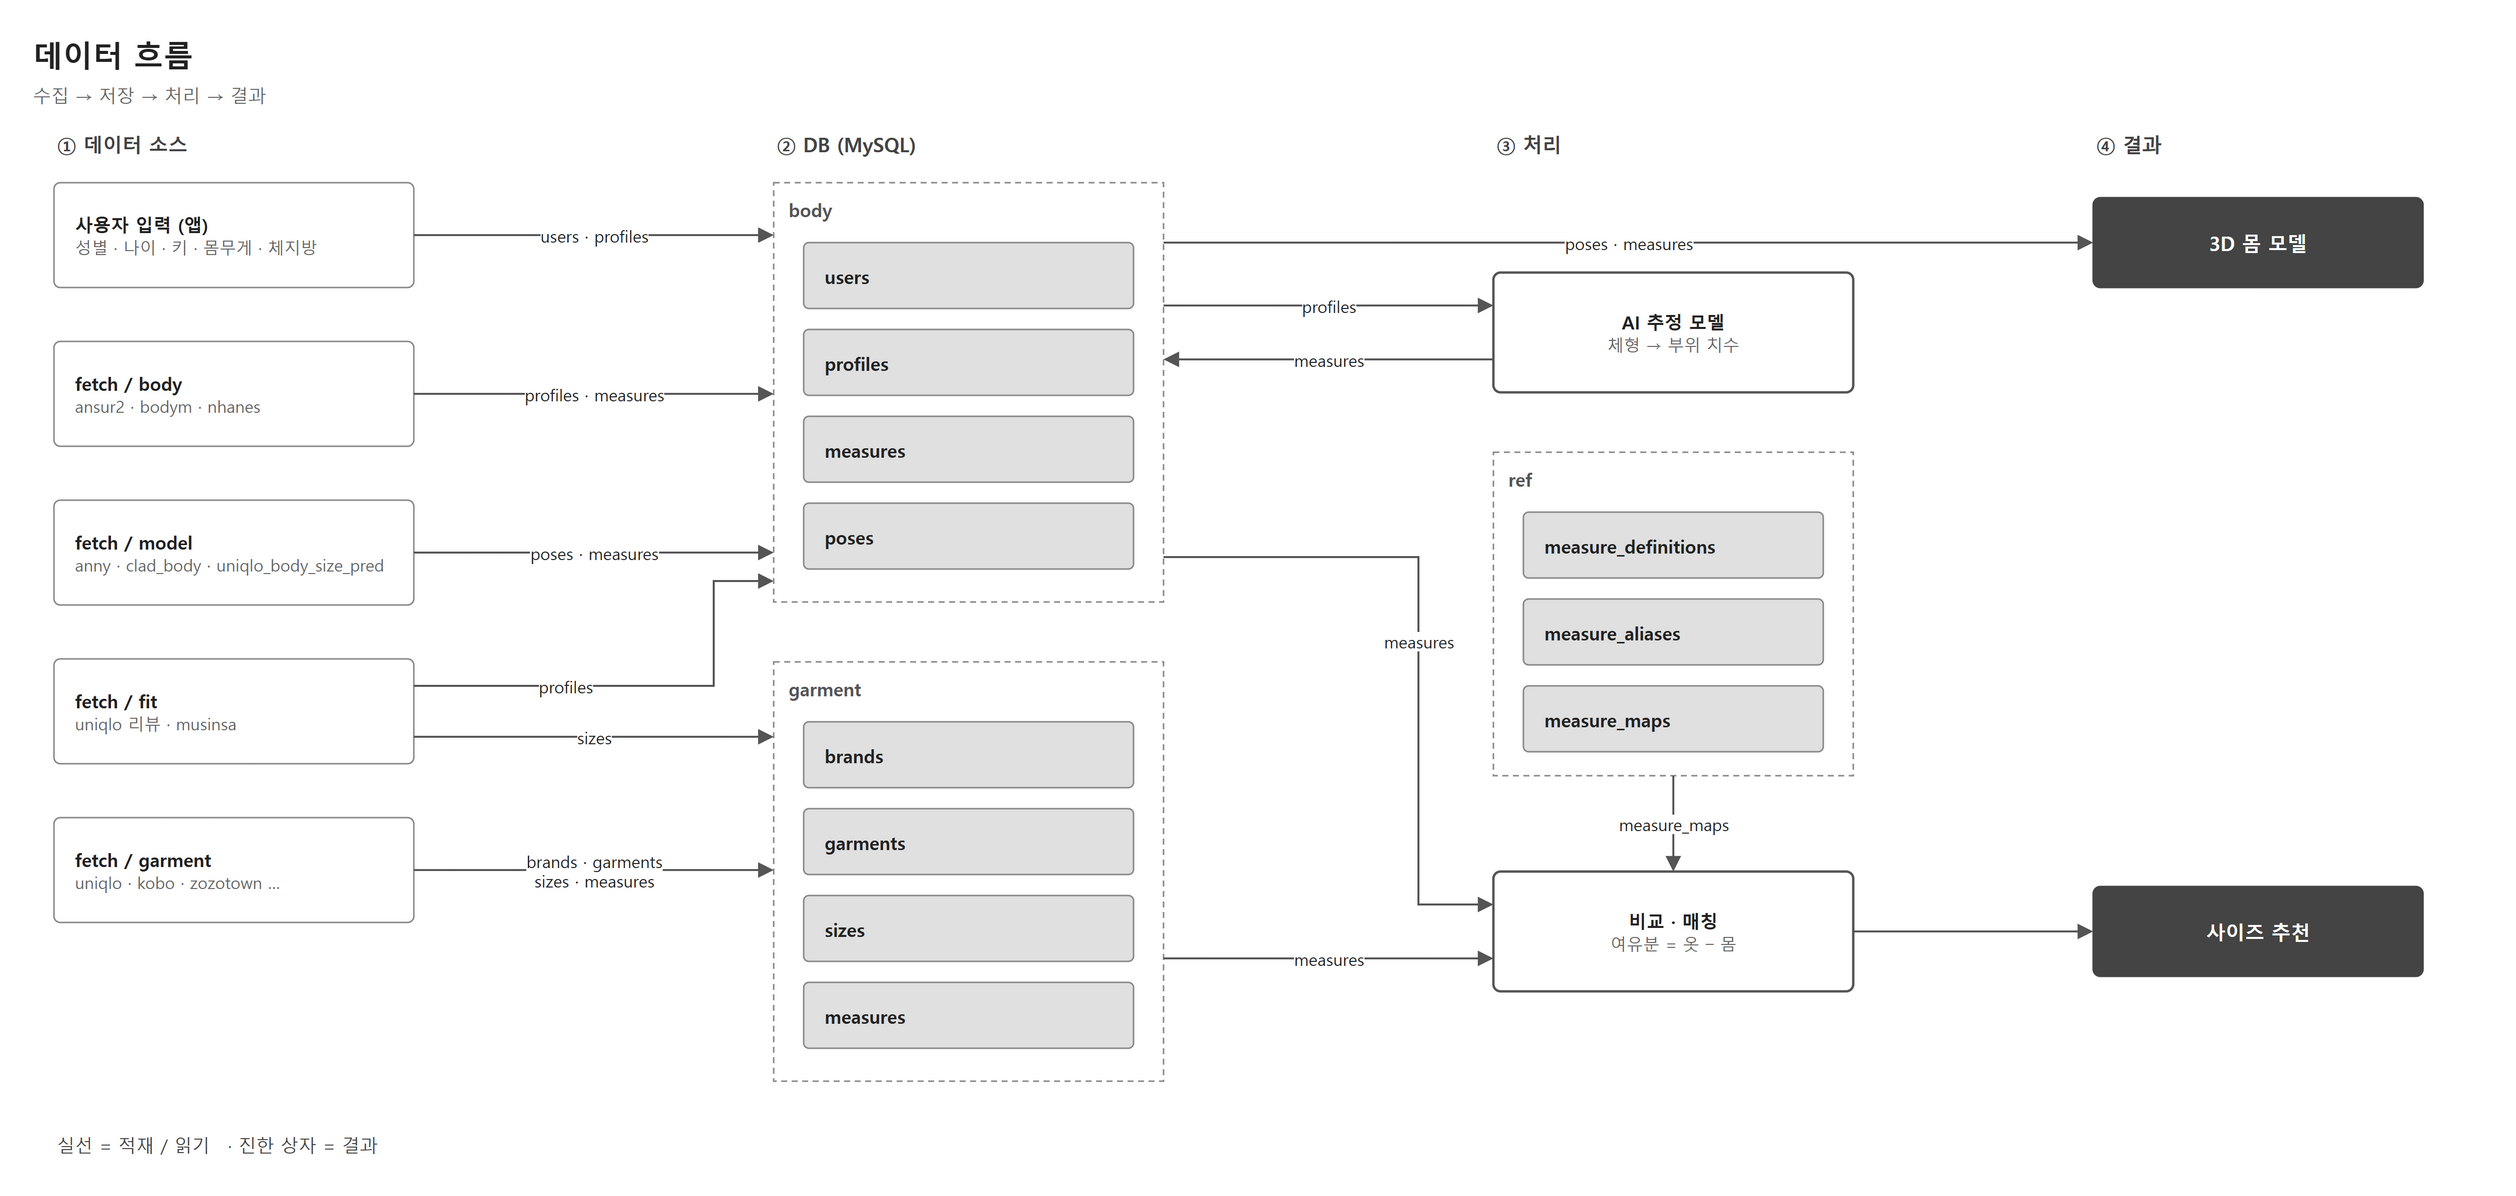 데이터 흐름
수집 → 저장 → 처리 → 결과
① 데이터 소스
사용자 입력 (앱)
성별 · 나이 · 키 · 몸무게 · 체지방
fetch / body
ansur2 · bodym · nhanes
fetch / model
anny · clad_body · uniqlo_body_size_pred
fetch / fit
uniqlo 리뷰 · musinsa
fetch / garment
uniqlo · kobo · zozotown ...
users · profiles
profiles · measures
poses · measures
profiles
sizes
brands · garments
sizes · measures
② DB (MySQL)
body
users
profiles
measures
poses
garment
brands
garments
sizes
measures
poses · measures
profiles
measures
measures
measures
③ 처리
AI 추정 모델
체형 → 부위 치수
ref
measure_definitions
measure_aliases
measure_maps
measure_maps
비교 · 매칭
여유분 = 옷 − 몸
④ 결과
3D 몸 모델
사이즈 추천
실선 = 적재 / 읽기 · 진한 상자 = 결과